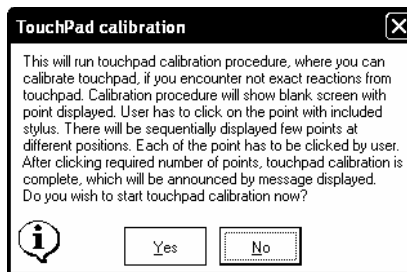 TouchPad calibration
This will run touchpad calibration procedure, where you can
calibrate touchpad, if you encounter not exact reactions from
touchpad. Calibration procedure will show blank screen with
point displayed. User has to click on the point with included
stylus. There will be sequentially displayed few points at
different positions. Each of the point has to be clicked by user.
After clicking required number of points, touchpad calibration is
complete, which will be announced by message displayed.
Do you wish to start touchpad calibration now?
Yes No